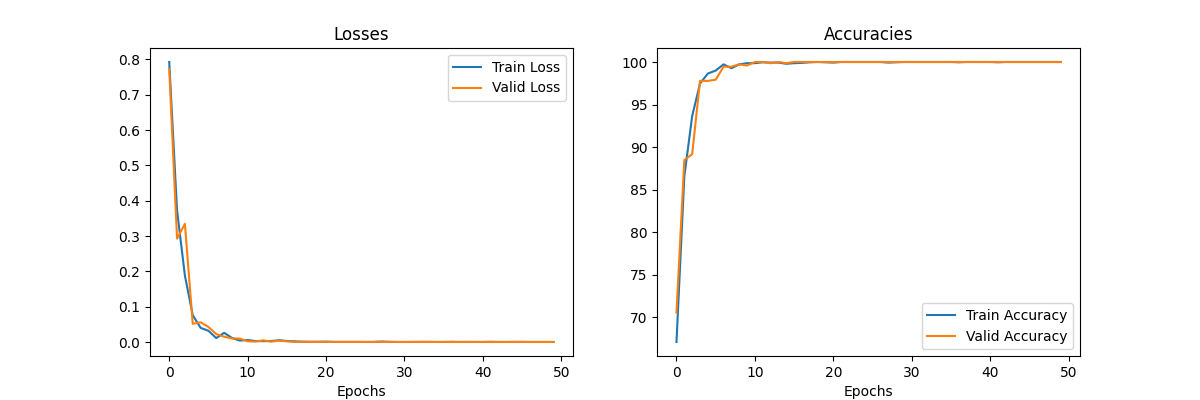 Losses
0.8
0.7
0.6
0.5
0.4
0.3
0.2
0.1
0.0
0 10 20 30 40 50
Epochs
Train Loss
Valid Loss
Accuracies
100
95
90
85
80
75
70
0 10 20 30 40 50
Epochs
Train Accuracy
Valid Accuracy